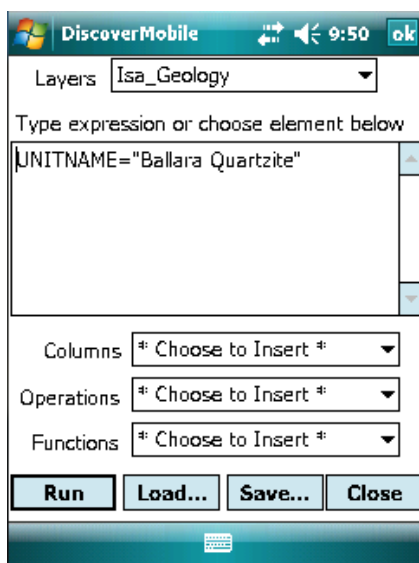 DiscoverMobile 9:50 ok
Layers Isa_Geology
Type expression or choose element below
UNITNAME="Ballara Quartzite"
Columns * Choose to Insert *
Operations * Choose to Insert *
Functions * Choose to Insert *
Run Load... Save... Close